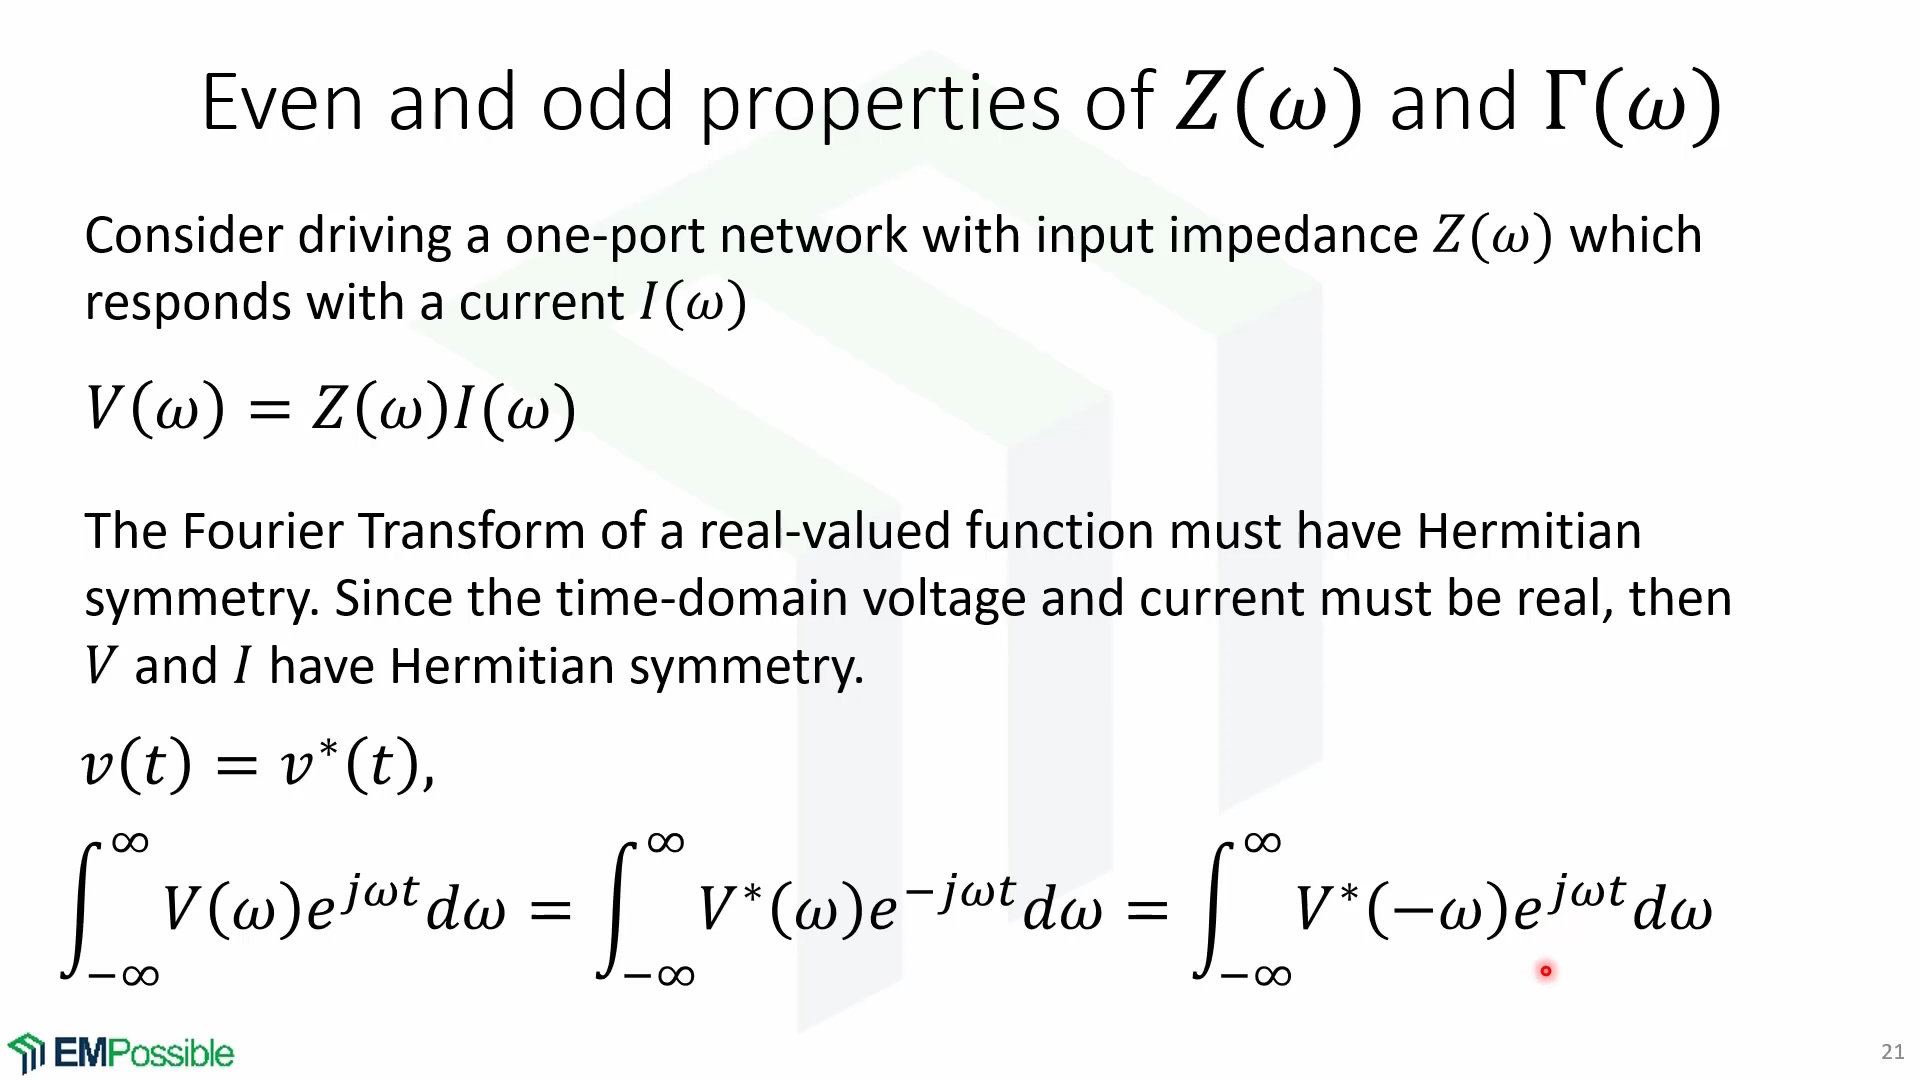 Even and odd properties of 𝑍(𝜔) and Γ(𝜔)
Consider driving a one-port network with input impedance 𝑍(𝜔) which
responds with a current 𝐼(𝜔)
𝑉(𝜔) = 𝑍(𝜔)𝐼(𝜔)
The Fourier Transform of a real-valued function must have Hermitian
symmetry. Since the time-domain voltage and current must be real, then
𝑉 and 𝐼 have Hermitian symmetry.
𝑣(𝑡) = 𝑣*(𝑡),
∫_{−∞}^{∞} 𝑉(𝜔)𝑒^{𝑗𝜔𝑡}𝑑𝜔 = ∫_{−∞}^{∞} 𝑉*(𝜔)𝑒^{−𝑗𝜔𝑡}𝑑𝜔 = ∫_{−∞}^{∞} 𝑉*(−𝜔)𝑒^{𝑗𝜔𝑡}𝑑𝜔
EMPossible
21